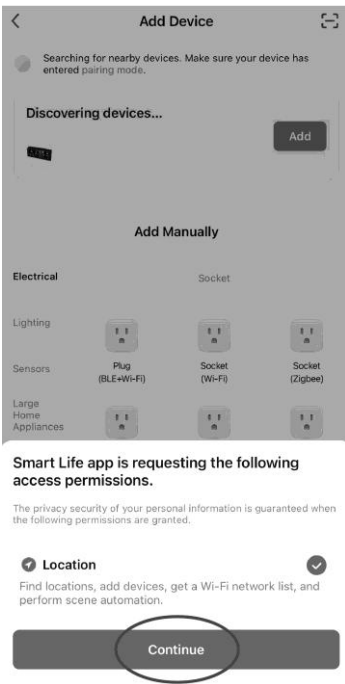 Add Device
Searching for nearby devices. Make sure your device has
entered pairing mode.
Discovering devices...
Add
Add Manually
Electrical
Socket
Lighting
Plug
(BLE+Wi-Fi)
Socket
(Wi-Fi)
Socket
(Zigbee)
Sensors
Large
Home
Appliances
Smart Life app is requesting the following
access permissions.
The privacy security of your personal information is guaranteed when
the following permissions are granted.
Location
Find locations, add devices, get a Wi-Fi network list, and
perform scene automation.
Continue